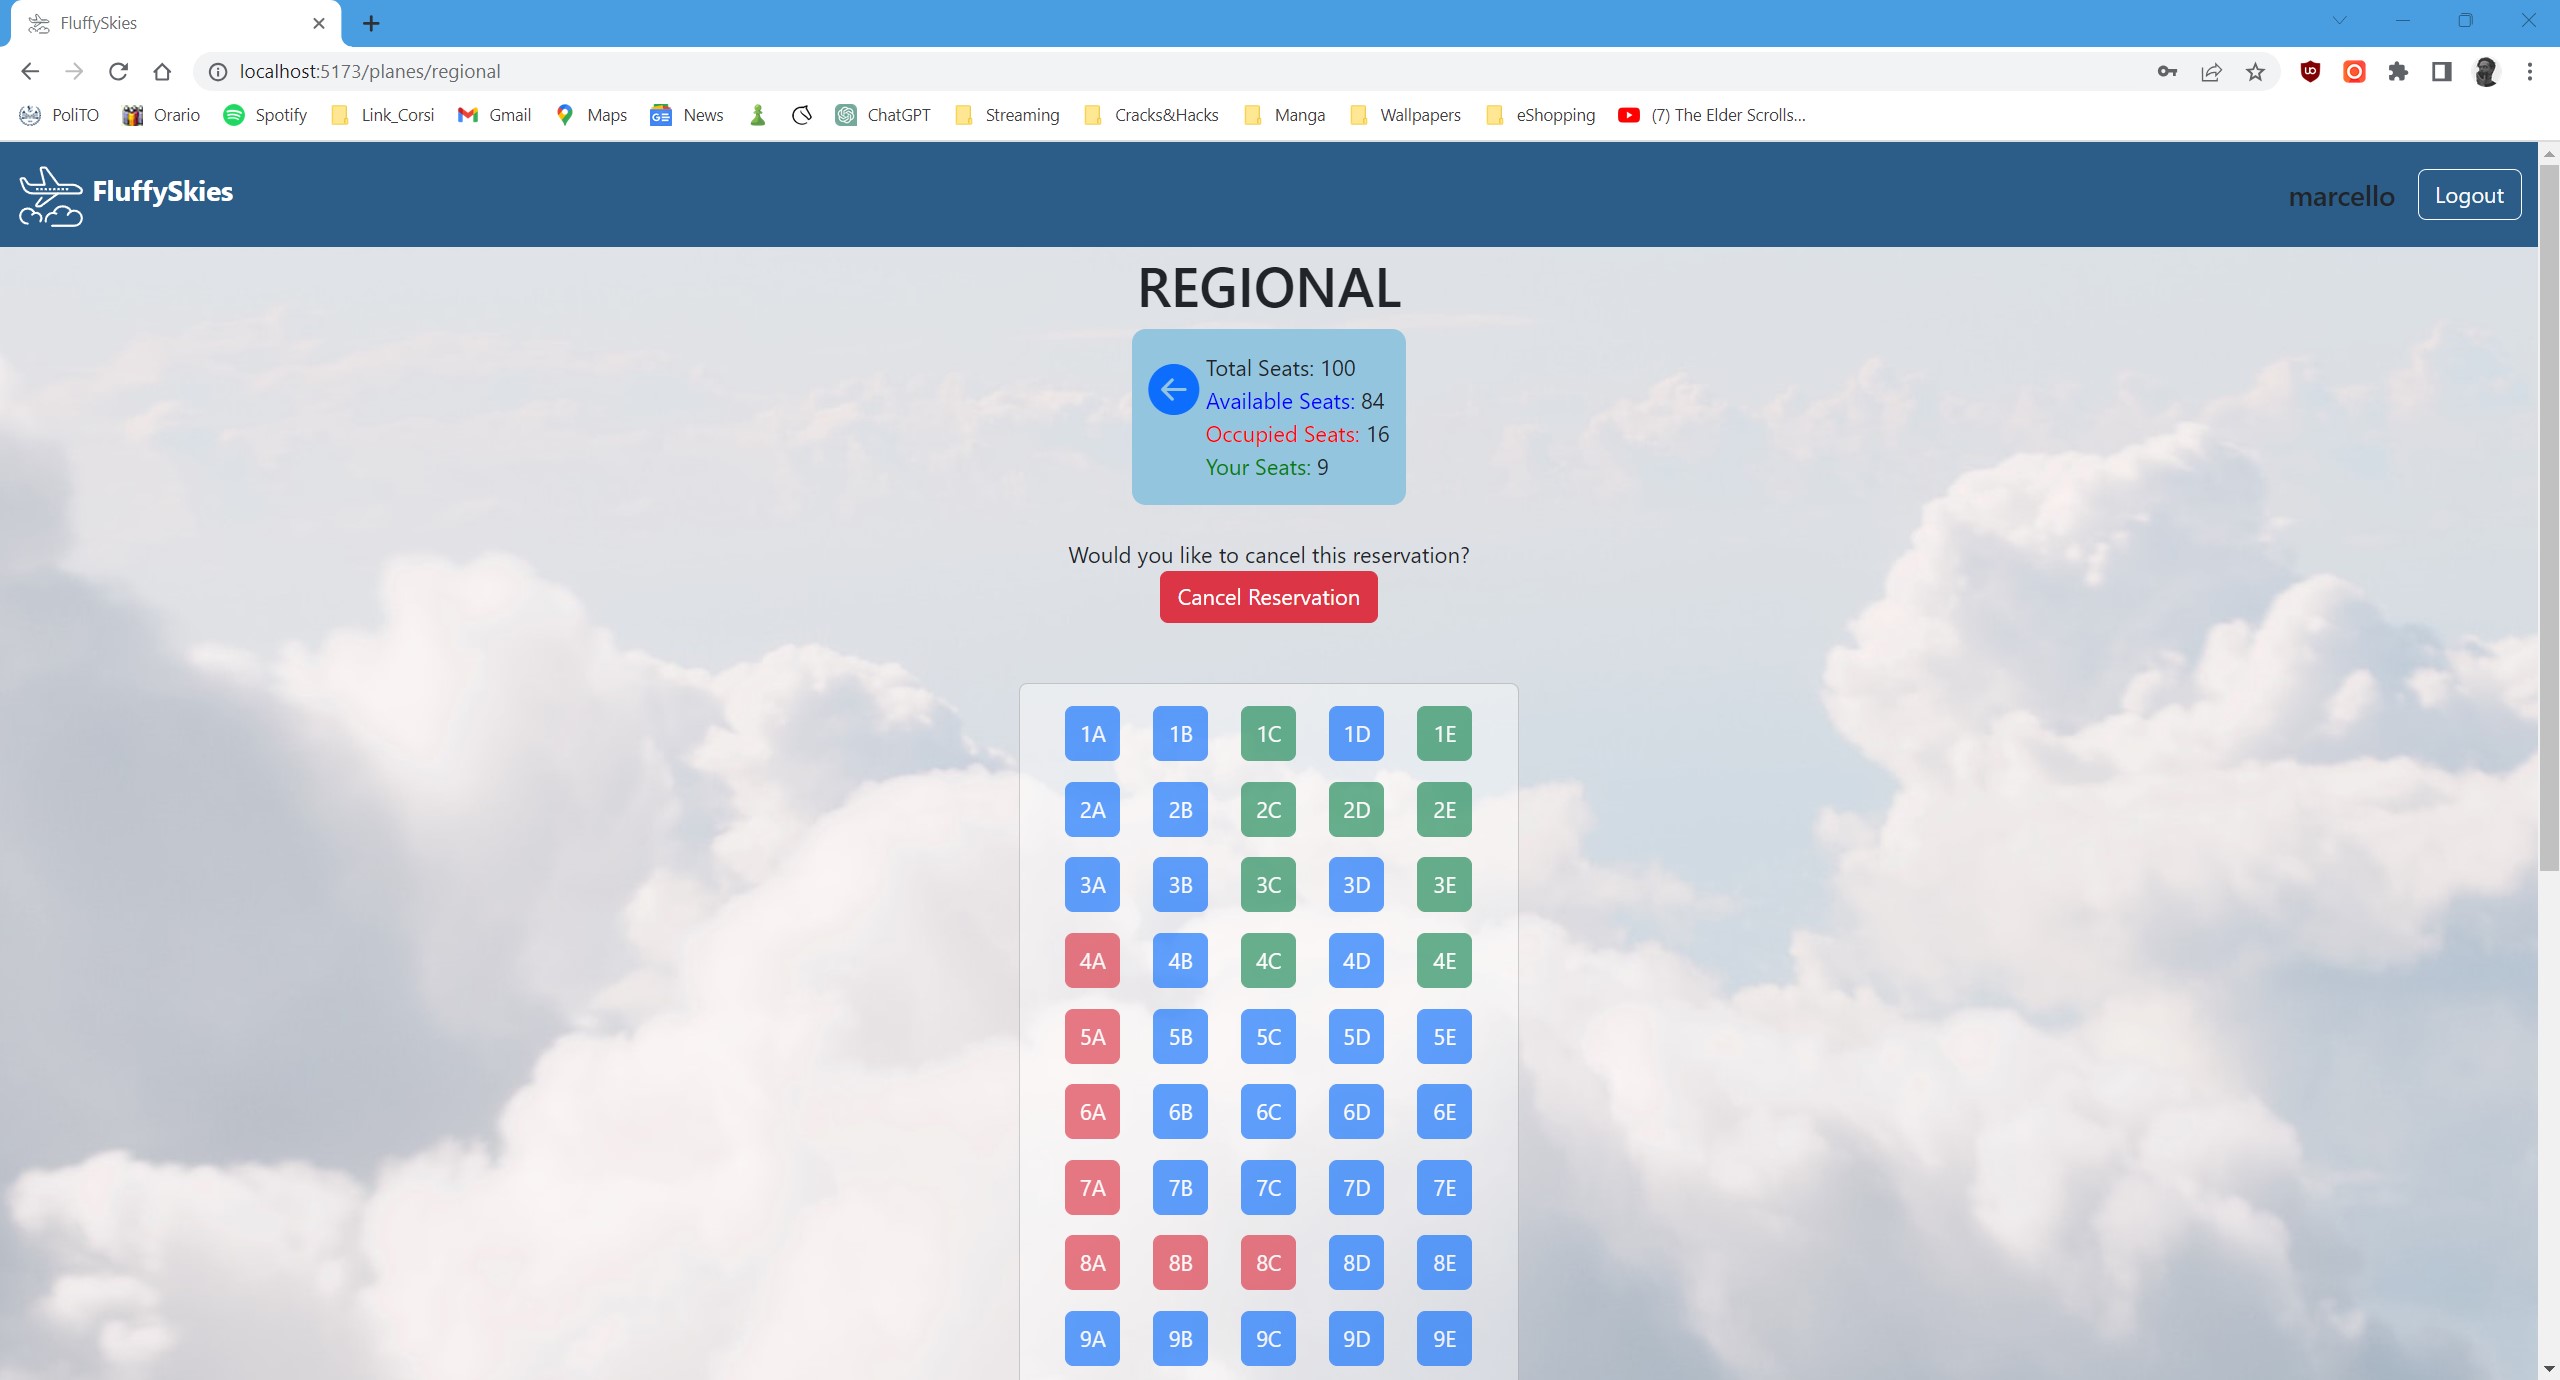 FluffySkies
localhost:5173/planes/regional
PoliTO Orario Spotify Link_Corsi Gmail Maps News ChatGPT Streaming Cracks&Hacks Manga Wallpapers eShopping (7) The Elder Scrolls...
FluffySkies marcello Logout
REGIONAL
Total Seats: 100
Available Seats: 84
Occupied Seats: 16
Your Seats: 9
Would you like to cancel this reservation?
Cancel Reservation
1A 1B 1C 1D 1E
2A 2B 2C 2D 2E
3A 3B 3C 3D 3E
4A 4B 4C 4D 4E
5A 5B 5C 5D 5E
6A 6B 6C 6D 6E
7A 7B 7C 7D 7E
8A 8B 8C 8D 8E
9A 9B 9C 9D 9E